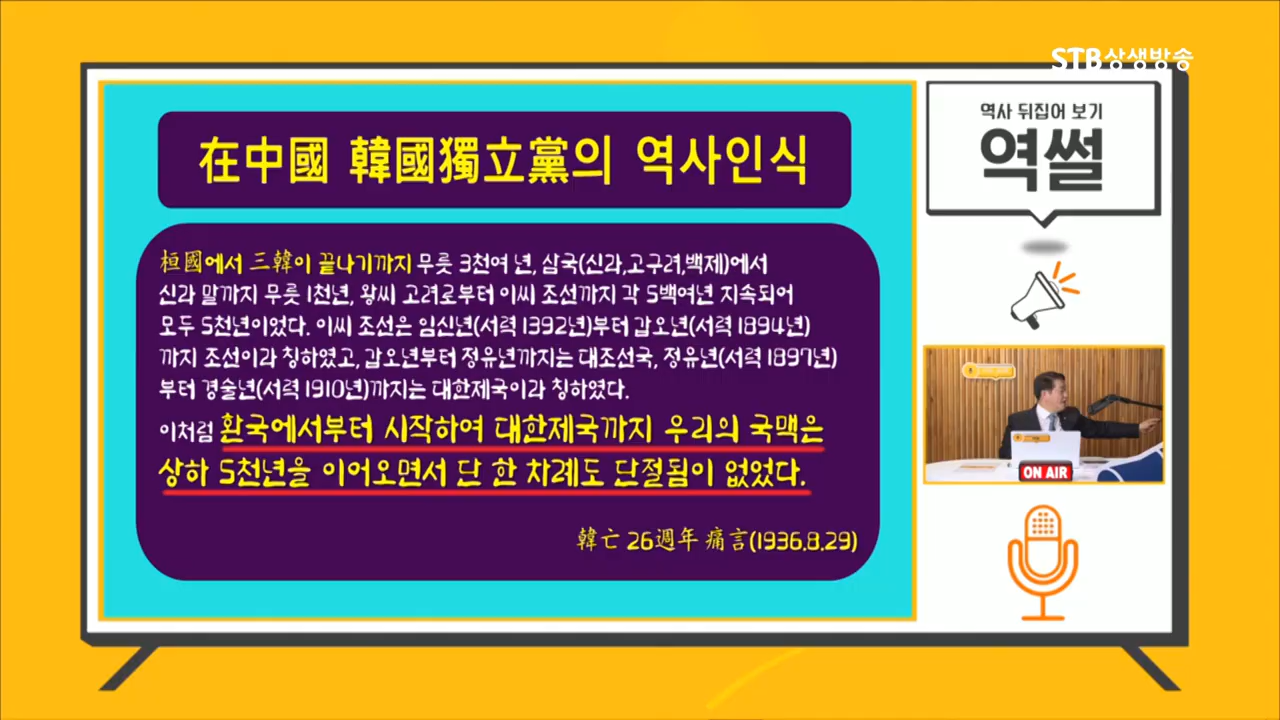 STB상생방송
在中國 韓國獨立黨의 역사인식
桓國에서 三韓이 끝나기까지 무릇 3천여 년, 삼국(신라,고구려,백제)에서
신라 말까지 무릇 1천년, 왕씨 고려로부터 이씨 조선까지 각 5백여년 지속되어
모두 5천년이었다. 이씨 조선은 임신년(서력 1392년)부터 갑오년(서력 1894년)
까지 조선이라 칭하였고, 갑오년부터 정유년까지는 대조선국, 정유년(서력 1897년)
부터 경술년(서력 1910년)까지는 대한제국이라 칭하였다.
이처럼 환국에서부터 시작하여 대한제국까지 우리의 국맥은
상하 5천년을 이어오면서 단 한 차례도 단절됨이 없었다.
韓亡 26週年 痛言(1936.8.29)
역사 뒤집어 보기
역썰
ON AIR